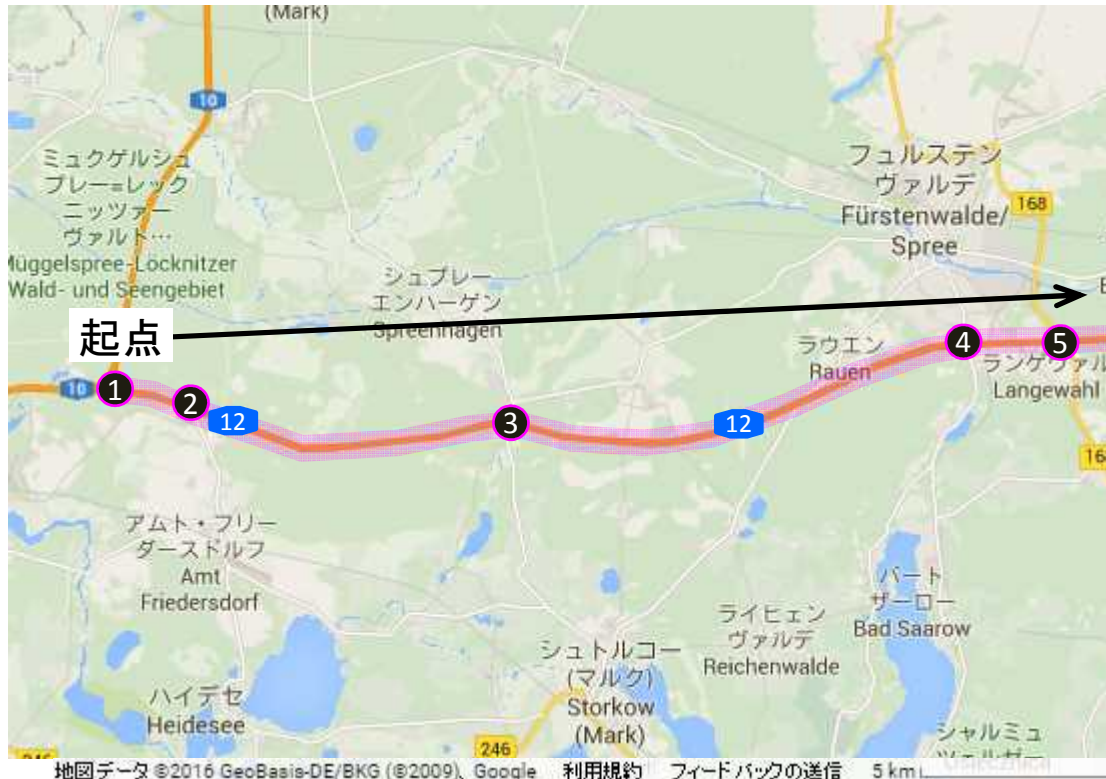 (Mark)
10
ミュクゲルシュ
プレー=レック
ニッツァー
ヴァルト…
Muggelspree-Löcknitzer
Wald- und Seengebiet
フュルステン
ヴァルデ
Fürstenwalde/
Spree
168
シュプレー
エンハーゲン
Spreenhagen
起点
10
1
2
12
3
12
ラウエン
Rauen
4
5
ランゲヴァル
Langewahl
アムト・フリー
ダースドルフ
Amt
Friedersdorf
バート
ザーロー
Bad Saarow
ライヒェン
ヴァルデ
Reichenwalde
シュトルコー
(マルク)
Storkow
(Mark)
ハイデセ
Heidesee
246
シャルミュ
地図データ ©2016 GeoBasis-DE/BKG (©2009), Google 利用規約 フィードバックの送信 5 km